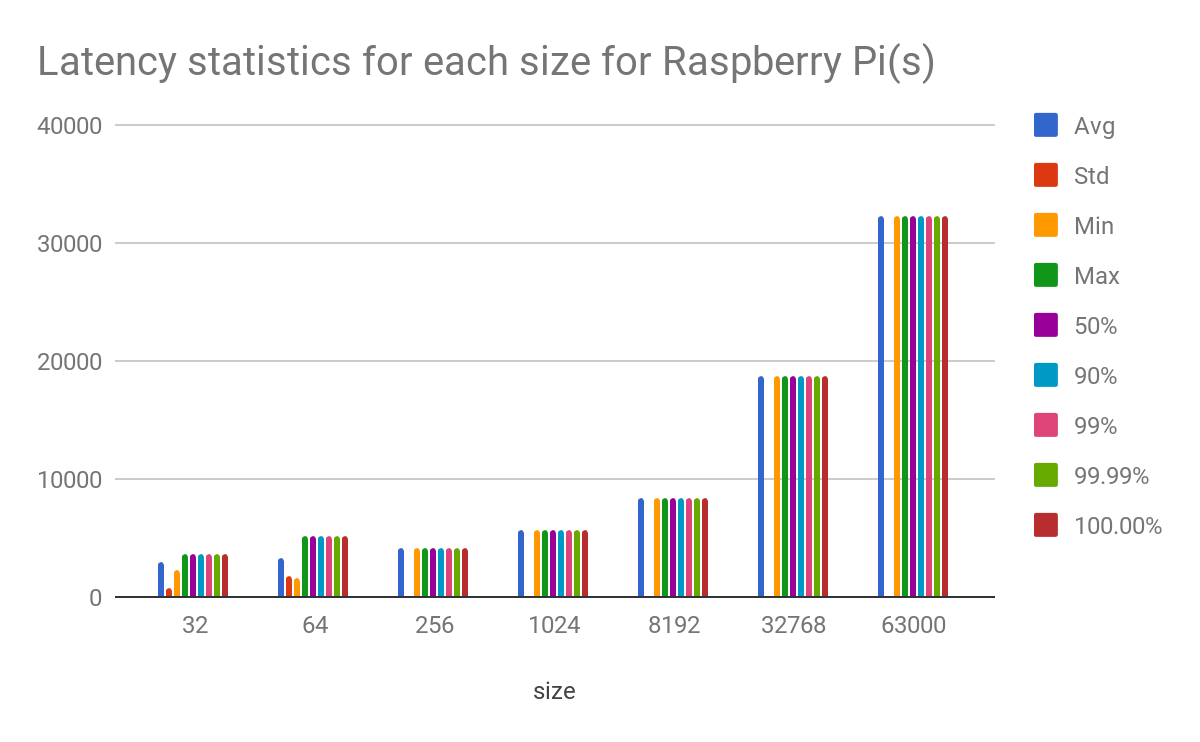 Latency statistics for each size for Raspberry Pi(s)
40000
30000
20000
10000
0
32 64 256 1024 8192 32768 63000
size
Avg
Std
Min
Max
50%
90%
99%
99.99%
100.00%